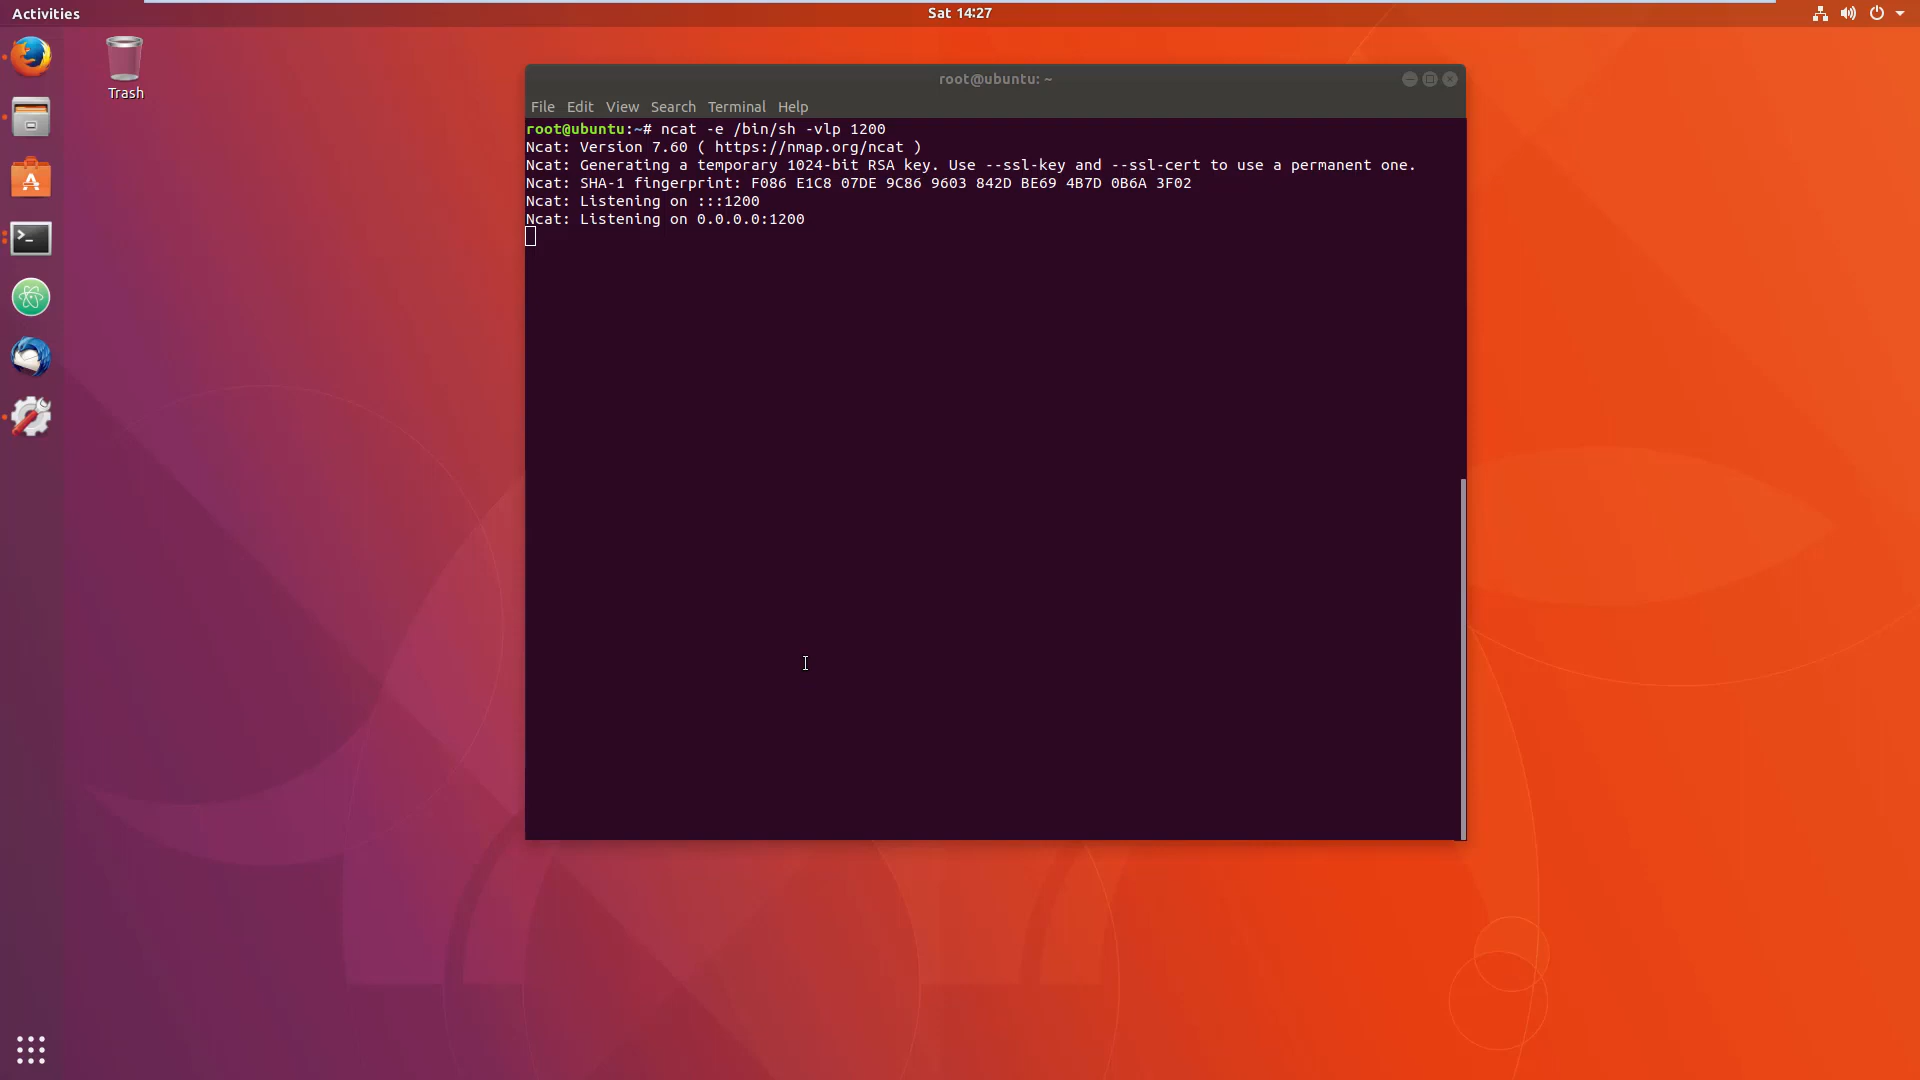 Activities
Sat 14:27
Trash
root@ubuntu: ~
File Edit View Search Terminal Help
root@ubuntu:~# ncat -e /bin/sh -vlp 1200
Ncat: Version 7.60 ( https://nmap.org/ncat )
Ncat: Generating a temporary 1024-bit RSA key. Use --ssl-key and --ssl-cert to use a permanent one.
Ncat: SHA-1 fingerprint: F086 E1C8 07DE 9C86 9603 842D BE69 4B7D 0B6A 3F02
Ncat: Listening on :::1200
Ncat: Listening on 0.0.0.0:1200